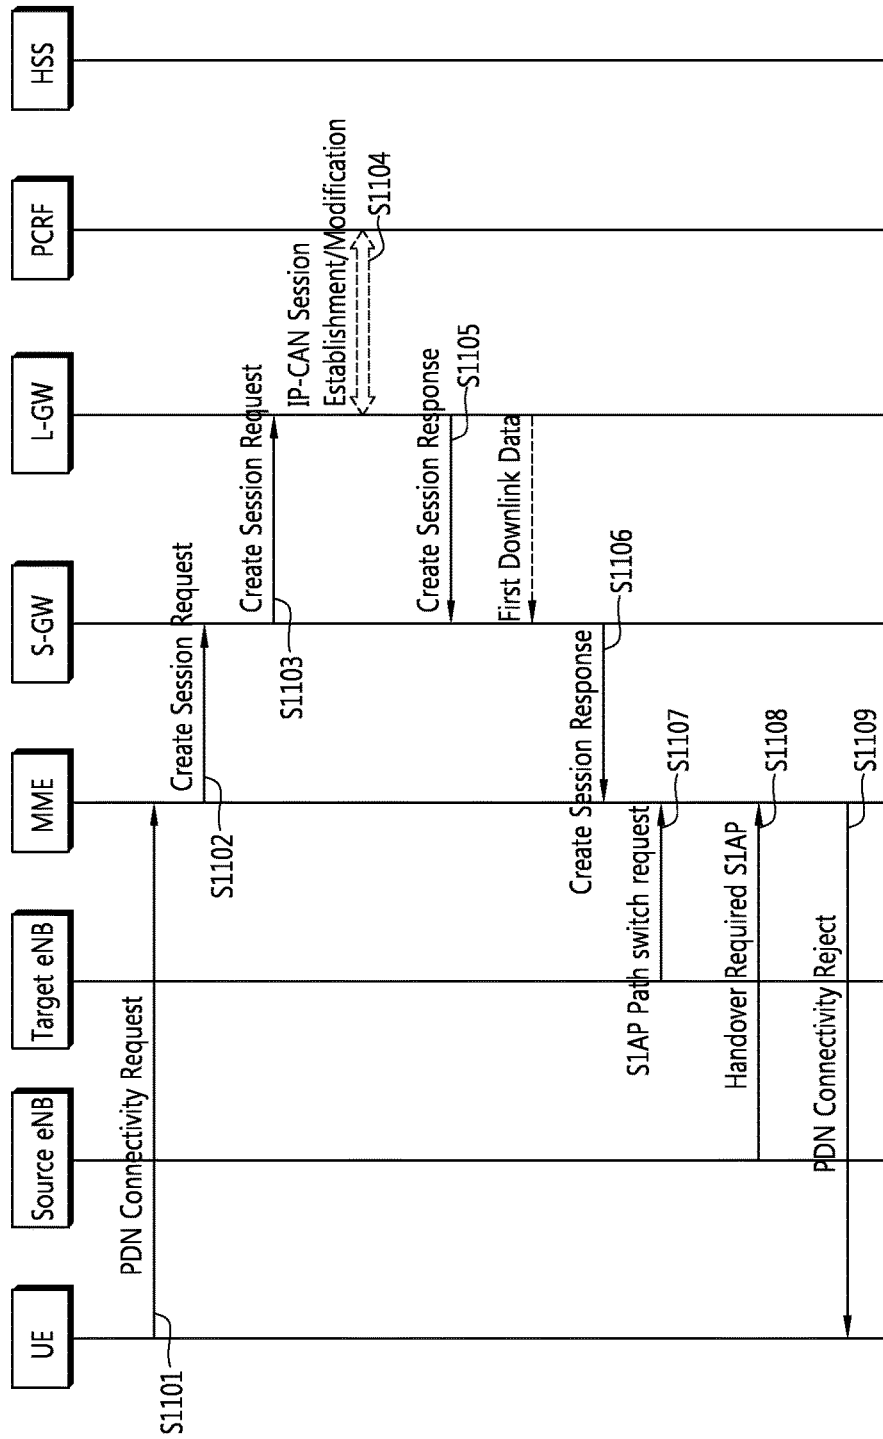 UE
Source eNB
Target eNB
MME
S-GW
L-GW
PCRF
HSS
S1101
PDN Connectivity Request
S1102
Create Session Request
S1103
Create Session Request
IP-CAN Session
Establishment/Modification
S1104
Create Session Response
S1105
First Downlink Data
Create Session Response
S1106
S1AP Path switch request
S1107
Handover Required S1AP
S1108
PDN Connectivity Reject
S1109